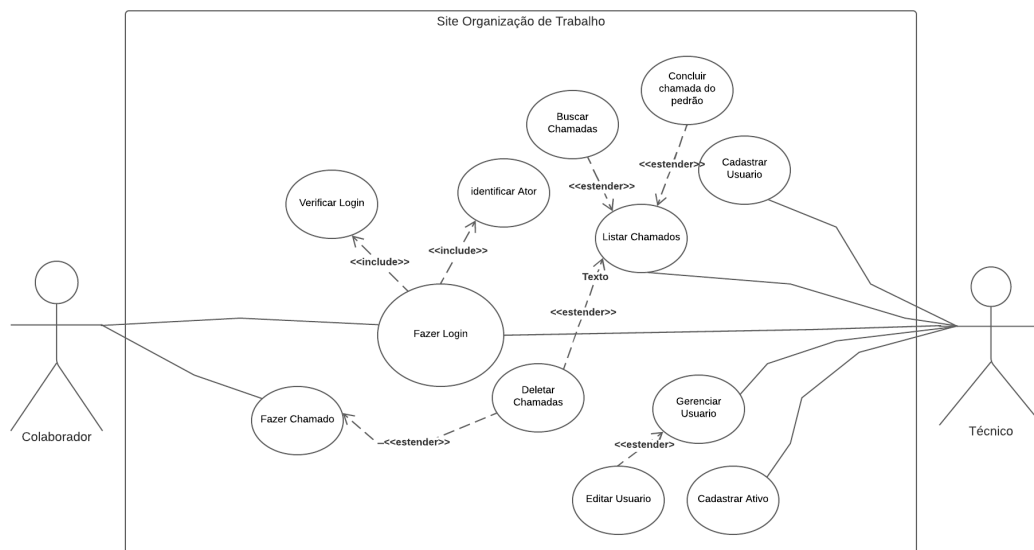 Site Organização de Trabalho
Concluir
chamada do
pedrão
Buscar
Chamadas
<<estender>>
Cadastrar
Usuario
<<estender>>
identificar Ator
Verificar Login
Listar Chamados
<<include>>
<<include>>
Texto
<<estender>>
Fazer Login
Deletar
Chamadas
Gerenciar
Usuario
Fazer Chamado
Colaborador
Técnico
<<estender>>
<<estender>
Editar Usuario
Cadastrar Ativo